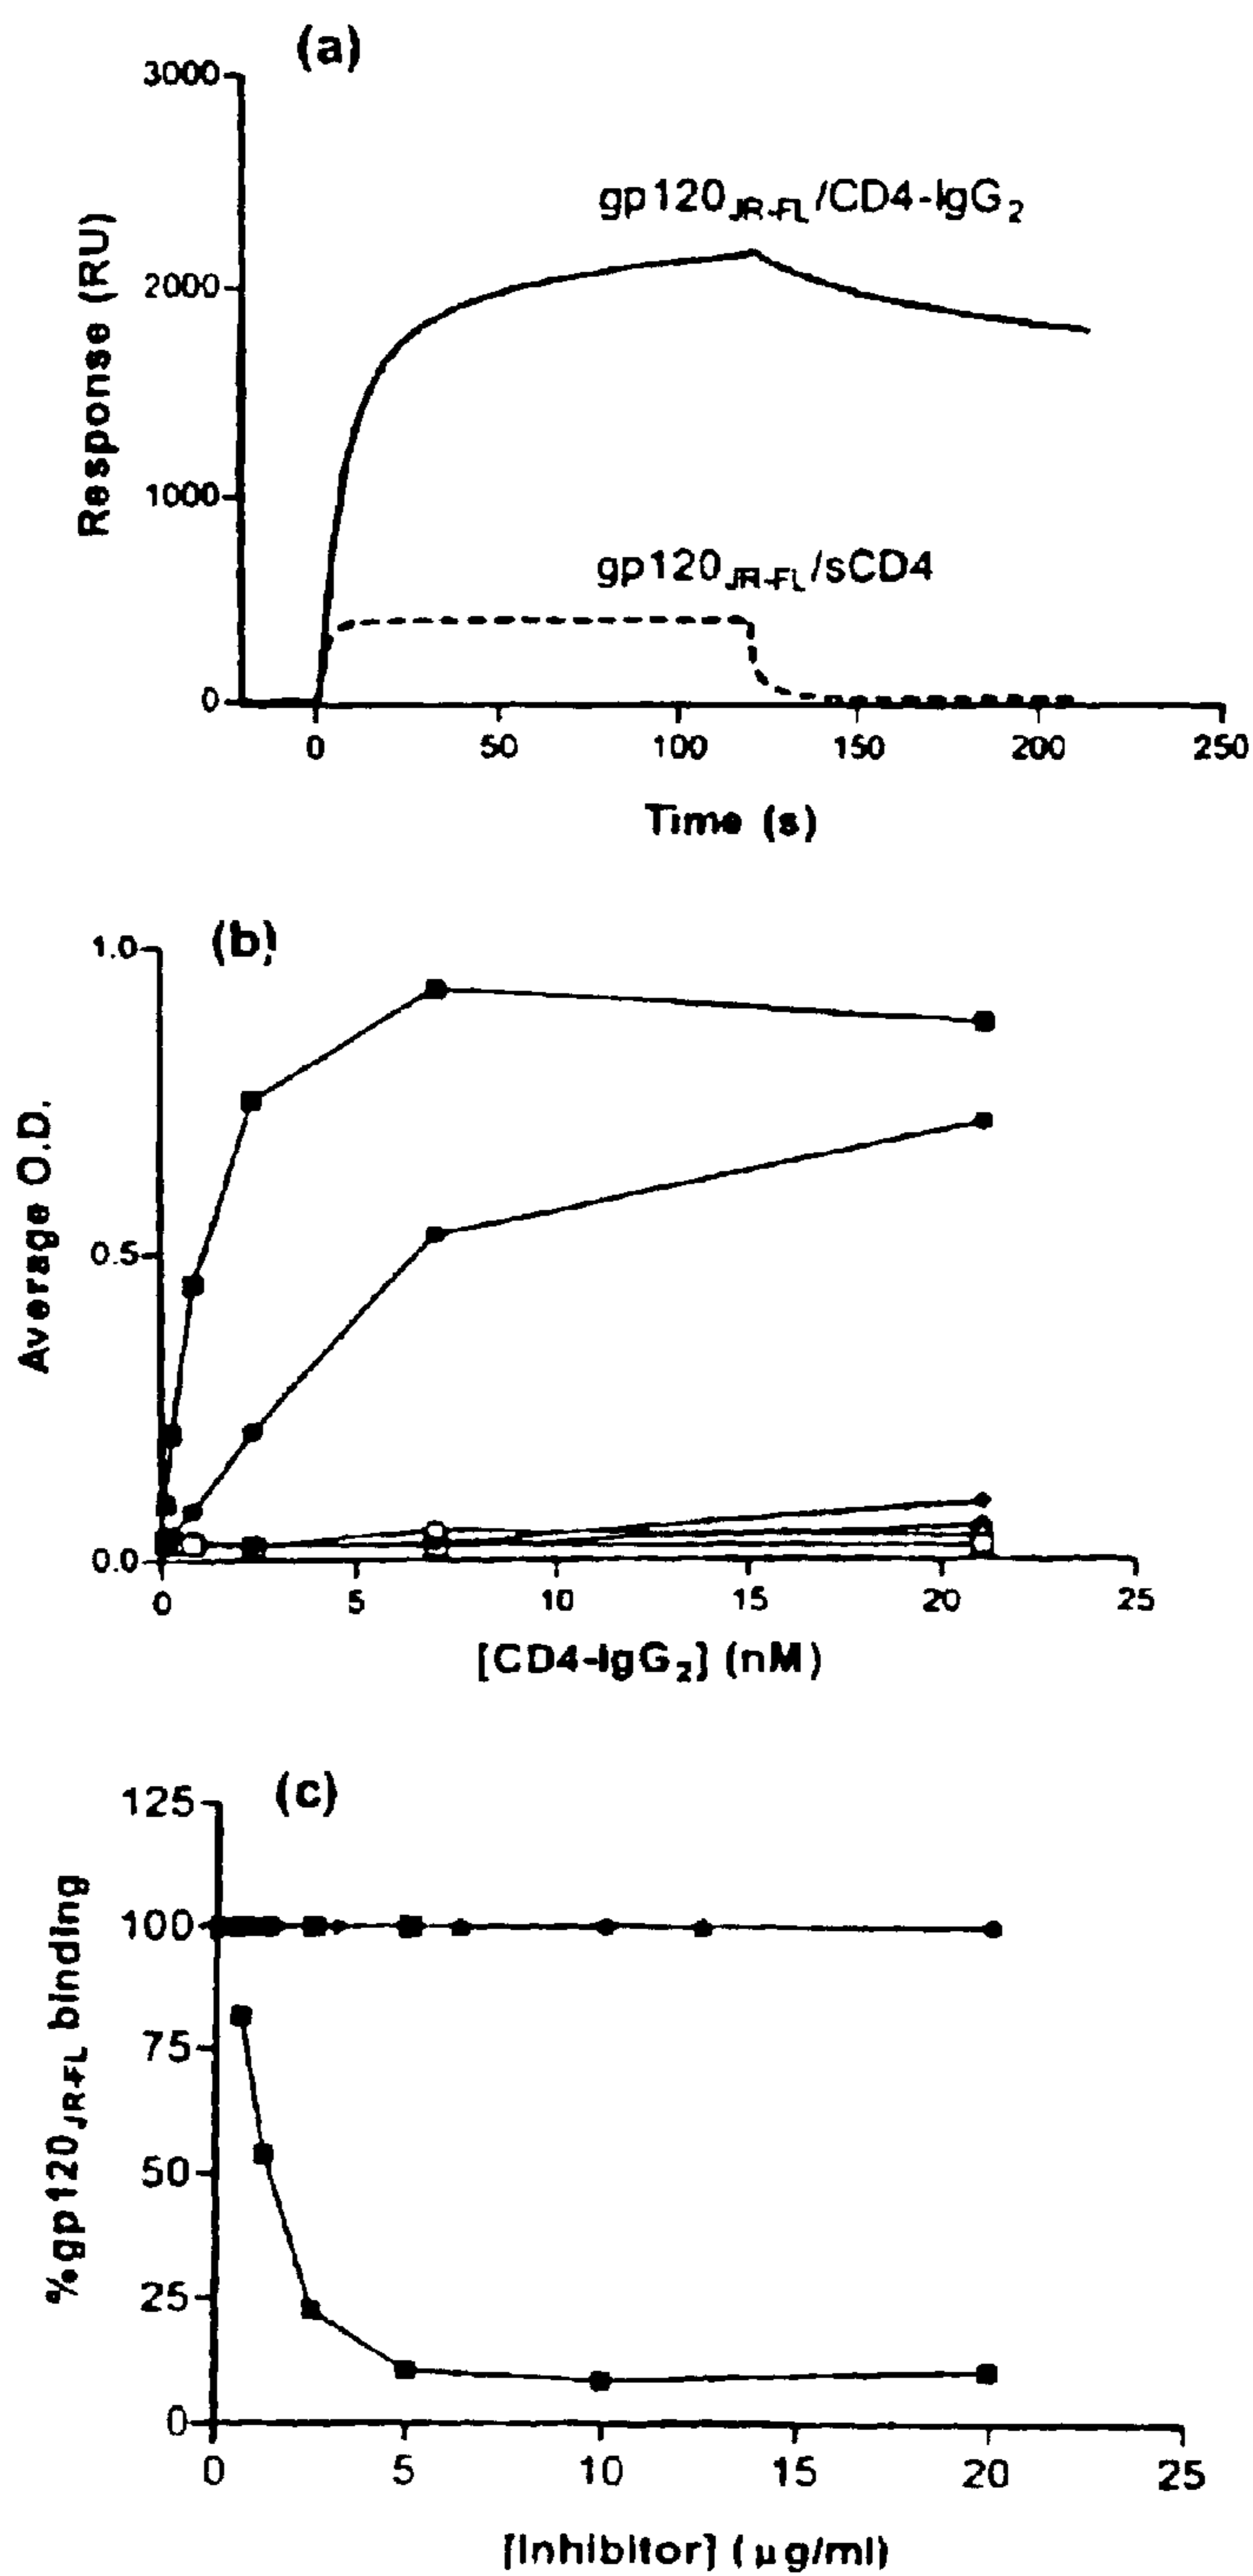 (a)
3000
2000
1000
0
Response (RU)
gp120JR-FL/CD4-IgG2
gp120JR-FL/sCD4
0 50 100 150 200 250
Time (s)
(b)
1.0
0.5
0.0
Average O.D.
0 5 10 15 20 25
[CD4-IgG2] (nM)
(c)
125
100
75
50
25
0
%gp120JR-FL binding
0 5 10 15 20 25
[Inhibitor] (μg/ml)